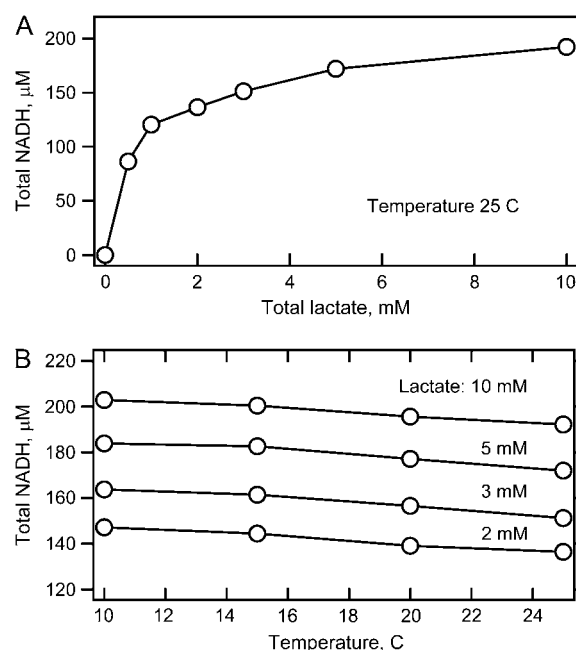 A
Total NADH, μM
200
150
100
50
0
Temperature 25 C
0 2 4 6 8 10
Total lactate, mM
B
Total NADH, μM
220
200
180
160
140
120
Lactate: 10 mM
5 mM
3 mM
2 mM
10 12 14 16 18 20 22 24
Temperature, C